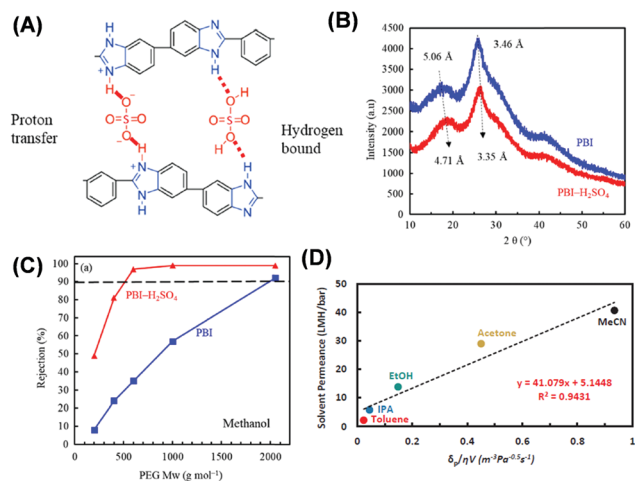 (A)
H
N
N
N
+
N
H
H
O⁻
O
H
O=S=O
O=S=O
⁻O
H
O
H
H
N
+
N
N
H
H
N
N
Proton
transfer
Hydrogen
bound
(B)
4500
4000
3500
3000
2500
2000
1500
1000
500
0
Intensity (a.u)
5.06 Å
3.46 Å
4.71 Å
3.35 Å
PBI
PBI–H₂SO₄
10 20 30 40 50 60
2 θ (°)
(C)
(a)
100
90
80
70
60
50
40
30
20
10
0
Rejection (%)
PBI–H₂SO₄
PBI
Methanol
0 500 1000 1500 2000
PEG Mw (g mol⁻¹)
(D)
50
40
30
20
10
0
Solvent Permeance (LMH/bar)
MeCN
Acetone
EtOH
IPA
Toluene
y = 41.079x + 5.1448
R² = 0.9431
0 0.2 0.4 0.6 0.8 1
δₚ/ηV (m⁻³Pa⁻⁰·⁵s⁻¹)